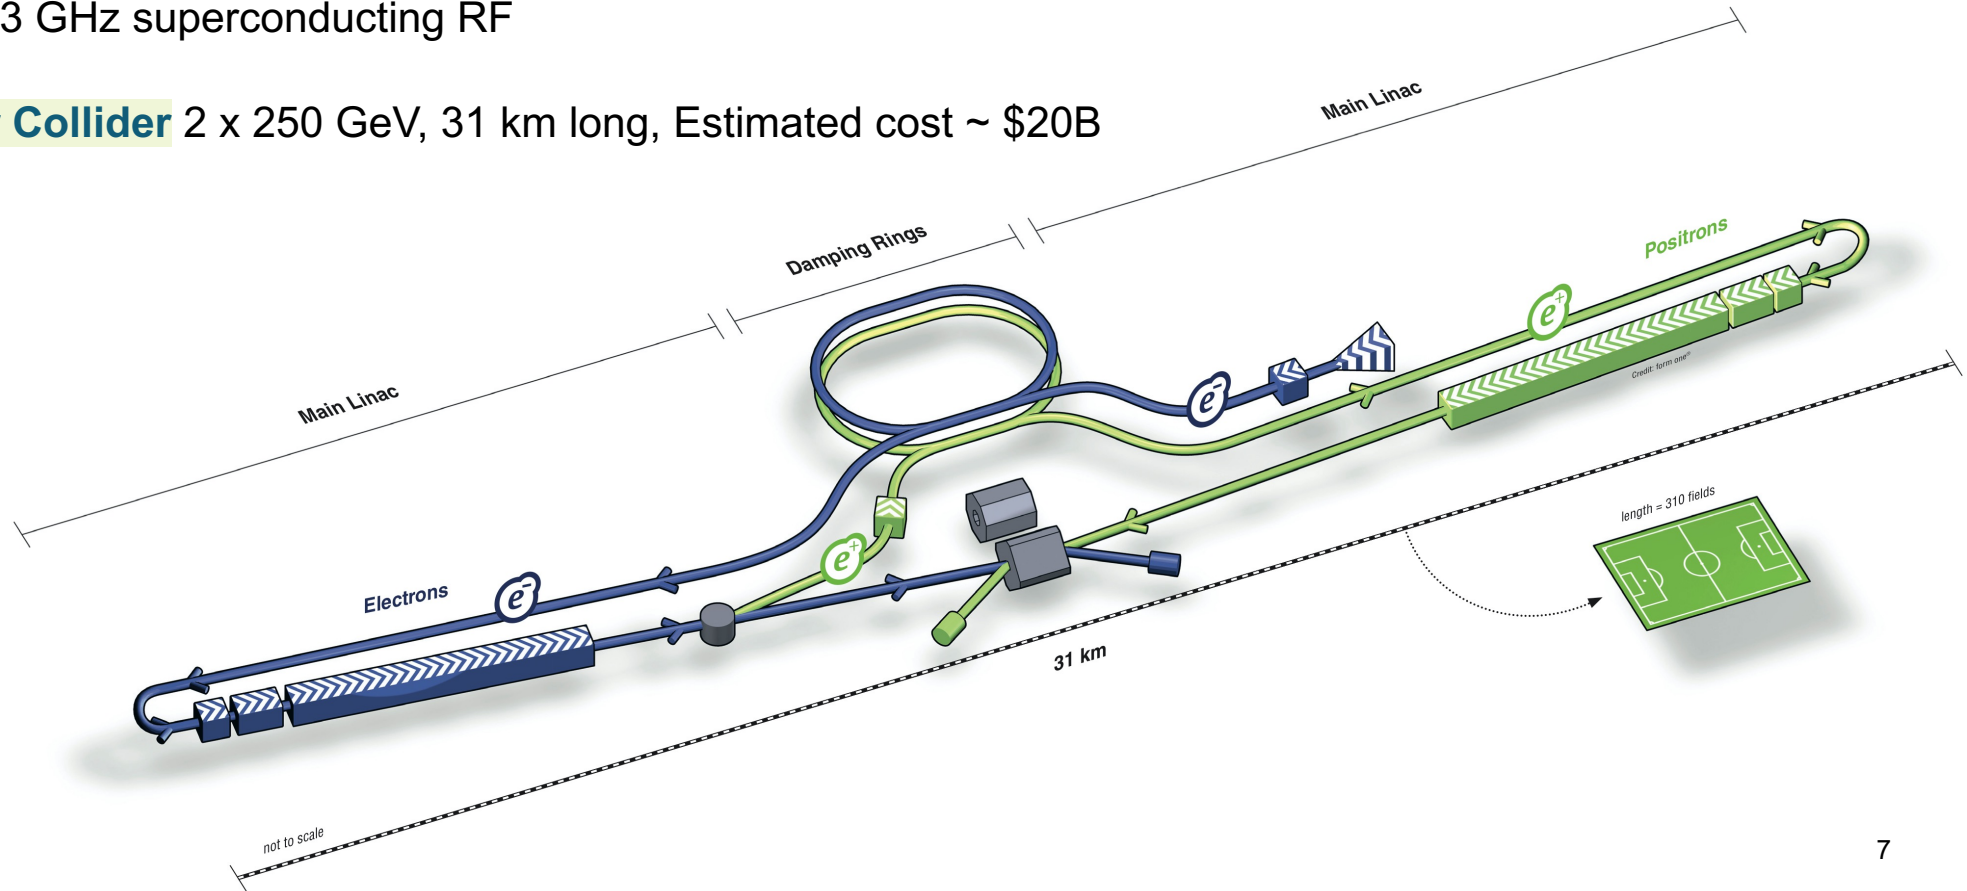 3 GHz superconducting RF
Collider 2 x 250 GeV, 31 km long, Estimated cost ~ $20B
Main Linac
Damping Rings
Main Linac
Positrons
e+
e-
Credit: form one®
length = 310 fields
e+
Electrons
e-
31 km
not to scale
7